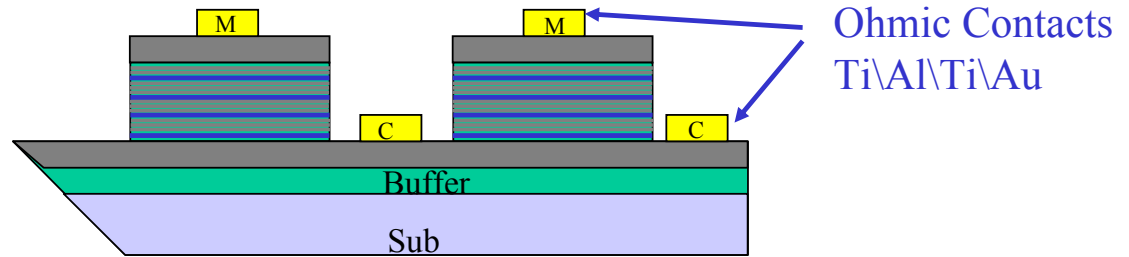 M
M
Ohmic Contacts
Ti\Al\Ti\Au
C
C
Buffer
Sub